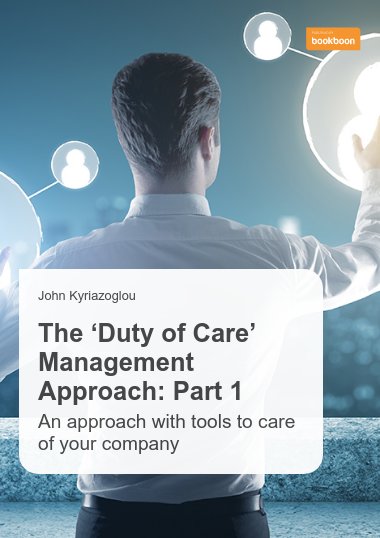 bookboon
John Kyriazoglou
The ‘Duty of Care’
Management
Approach: Part 1
An approach with tools to care
of your company